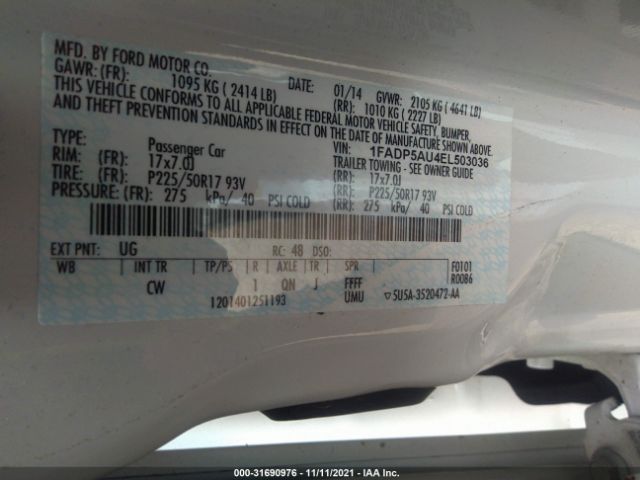 MFD. BY FORD MOTOR CO.
DATE: 01/14 GVWR: 2105 KG ( 4641 LB)
GAWR: (FR): 1095 KG ( 2414 LB) (RR): 1010 KG ( 2227 LB)
THIS VEHICLE CONFORMS TO ALL APPLICABLE FEDERAL MOTOR VEHICLE SAFETY, BUMPER,
AND THEFT PREVENTION STANDARDS IN EFFECT ON THE DATE OF MANUFACTURE SHOWN ABOVE.
VIN: 1FADP5AU4EL503036
TYPE: Passenger Car TRAILER TOWING - SEE OWNER GUIDE
RIM: (FR): 17x7.0J (RR): 17x7.0J
TIRE: (FR): P225/50R17 93V (RR): P225/50R17 93V
PRESSURE: (FR): 275 kPa/ 40 PSI COLD (RR): 275 kPa/ 40 PSI COLD
EXT PNT: UG RC: 48 DSO:
WB INT TR TP/PS R AXLE TR SPR F0101
CW 1 QN J FFFF R0086
1201401251193 UMU ▽5U5A-3520472-AA
000-31690976 - 11/11/2021 - IAA Inc.